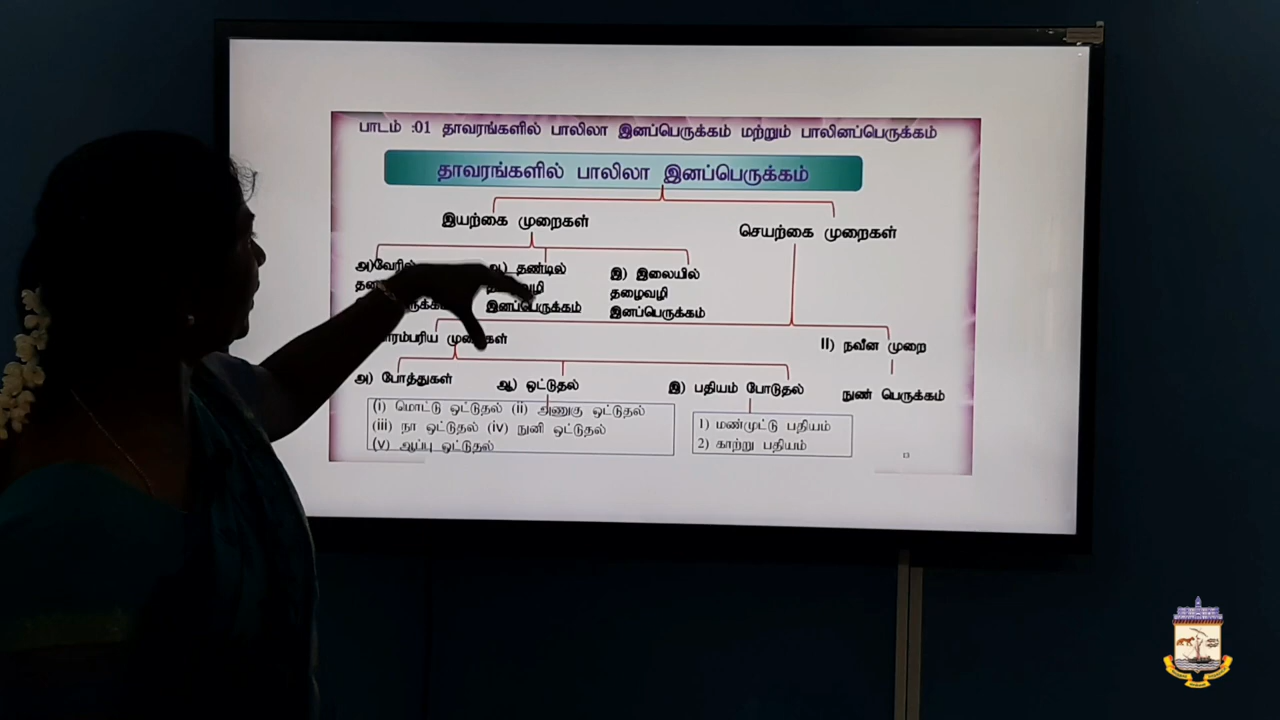 பாடம் :01 தாவரங்களில் பாலிலா இனப்பெருக்கம் மற்றும் பாலினப்பெருக்கம்
தாவரங்களில் பாலிலா இனப்பெருக்கம்
இயற்கை முறைகள்
செயற்கை முறைகள்
அ)வேரில்
ஆ) தண்டில்
இனப்பெருக்கம்
இ) இலையில்
தழைவழி
இனப்பெருக்கம்
முறைகள்
II) நவீன முறை
அ) போத்துகள்
ஆ) ஒட்டுதல்
இ) பதியம் போடுதல்
நுண் பெருக்கம்
(i) மொட்டு ஒட்டுதல் (ii) அணுகு ஒட்டுதல்
(iii) நா ஒட்டுதல் (iv) நுனி ஒட்டுதல்
(v) ஆப்பு ஒட்டுதல்
1) மண்முட்டு பதியம்
2) காற்று பதியம்
13